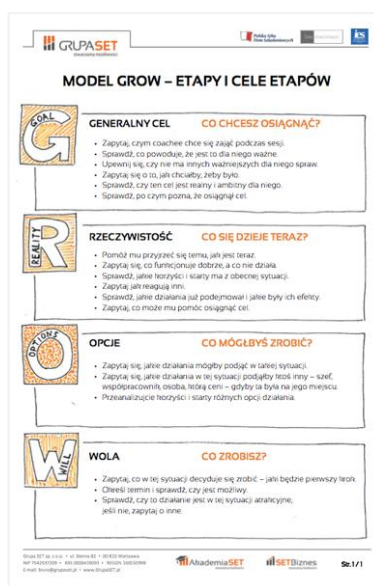 GRUPASET
Polska Izba
Firm Szkoleniowych
ics
MODEL GROW – ETAPY I CELE ETAPÓW
GOAL
G
GENERALNY CEL CO CHCESZ OSIĄGNĄĆ?
• Zapytaj, czym coachee chce się zająć podczas sesji.
• Sprawdź, co powoduje, że jest to dla niego ważne.
• Upewnij się, czy nie ma innych ważniejszych dla niego spraw.
• Zapytaj się o to, jak chciałby, żeby było.
• Sprawdź, czy ten cel jest realny i ambitny dla niego.
• Sprawdź, po czym pozna, że osiągnął cel.
REALITY
R
RZECZYWISTOŚĆ CO SIĘ DZIEJE TERAZ?
• Pomóż mu przyjrzeć się temu, jak jest teraz.
• Zapytaj się, co funkcjonuje dobrze, a co nie działa.
• Sprawdź, jakie horzyści i starty ma z obecnej sytuacji.
• Zapytaj jak reagują inni.
• Sprawdź, jakie działania już podejmował i jakie były ich efekty.
• Zapytaj, co może mu pomóc osiągnąć cel.
OPTIONS
O
OPCJE CO MÓGŁBYŚ ZROBIĆ?
• Zapytaj się, jakie działania mógłby podjąć w takiej sytuacji.
• Zapytaj się, jakie działania w tej sytuacji podjąłby ktoś inny – szef,
współpracownik, osoba, którą ceni – gdyby ta była na jego miejscu.
• Przeanalizujcie korzyści i starty różnych opcji działania.
WILL
W
WOLA CO ZROBISZ?
• Zapytaj, co w tej sytuacji decyduje się zrobić – jaki będzie pierwszy krok.
• Określ termin i sprawdź, czy jest możliwy.
• Sprawdź, czy to działanie jest w tej sytuacji atrakcyjne,
jeśli nie, zapytaj o inne.
AkademiaSET SETBiznes Str.1/1